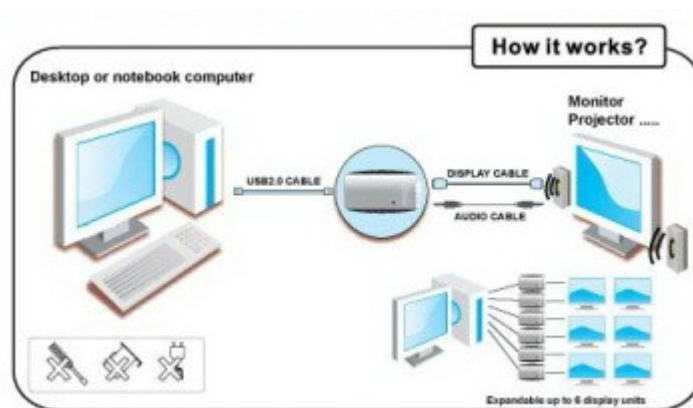 How it works?
Desktop or notebook computer
Monitor
Projector .....
USB2.0 CABLE
DISPLAY CABLE
AUDIO CABLE
Expandable up to 6 display units